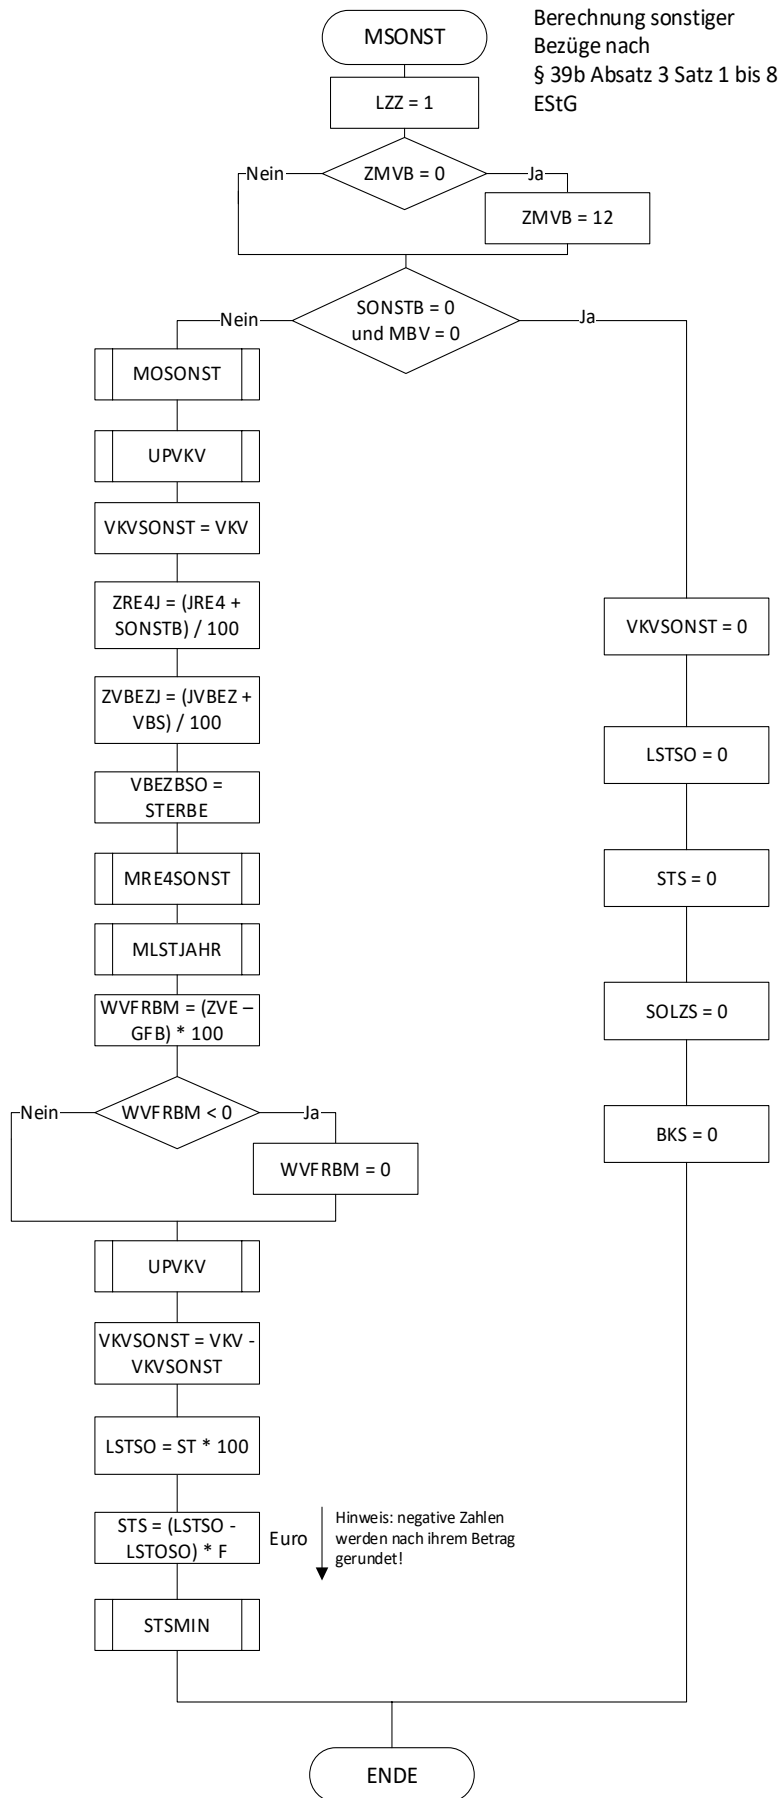 MSONST
Berechnung sonstiger
Bezüge nach
§ 39b Absatz 3 Satz 1 bis 8
EStG
LZZ = 1
Nein
ZMVB = 0
Ja
ZMVB = 12
Nein
SONSTB = 0
und MBV = 0
Ja
MOSONST
UPVKV
VKVSONST = VKV
ZRE4J = (JRE4 +
SONSTB) / 100
ZVBEZJ = (JVBEZ +
VBS) / 100
VBEZBSO =
STERBE
MRE4SONST
MLSTJAHR
WVFRBM = (ZVE –
GFB) * 100
Nein
WVFRBM < 0
Ja
WVFRBM = 0
UPVKV
VKVSONST = VKV -
VKVSONST
LSTSO = ST * 100
STS = (LSTSO -
LSTOSO) * F
Euro
Hinweis: negative Zahlen
werden nach ihrem Betrag
gerundet!
STSMIN
VKVSONST = 0
LSTSO = 0
STS = 0
SOLZS = 0
BKS = 0
ENDE